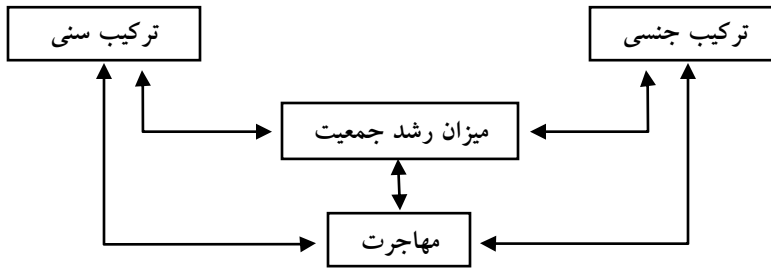 ترکیب جنسی
ترکیب سنی
میزان رشد جمعیت
مهاجرت